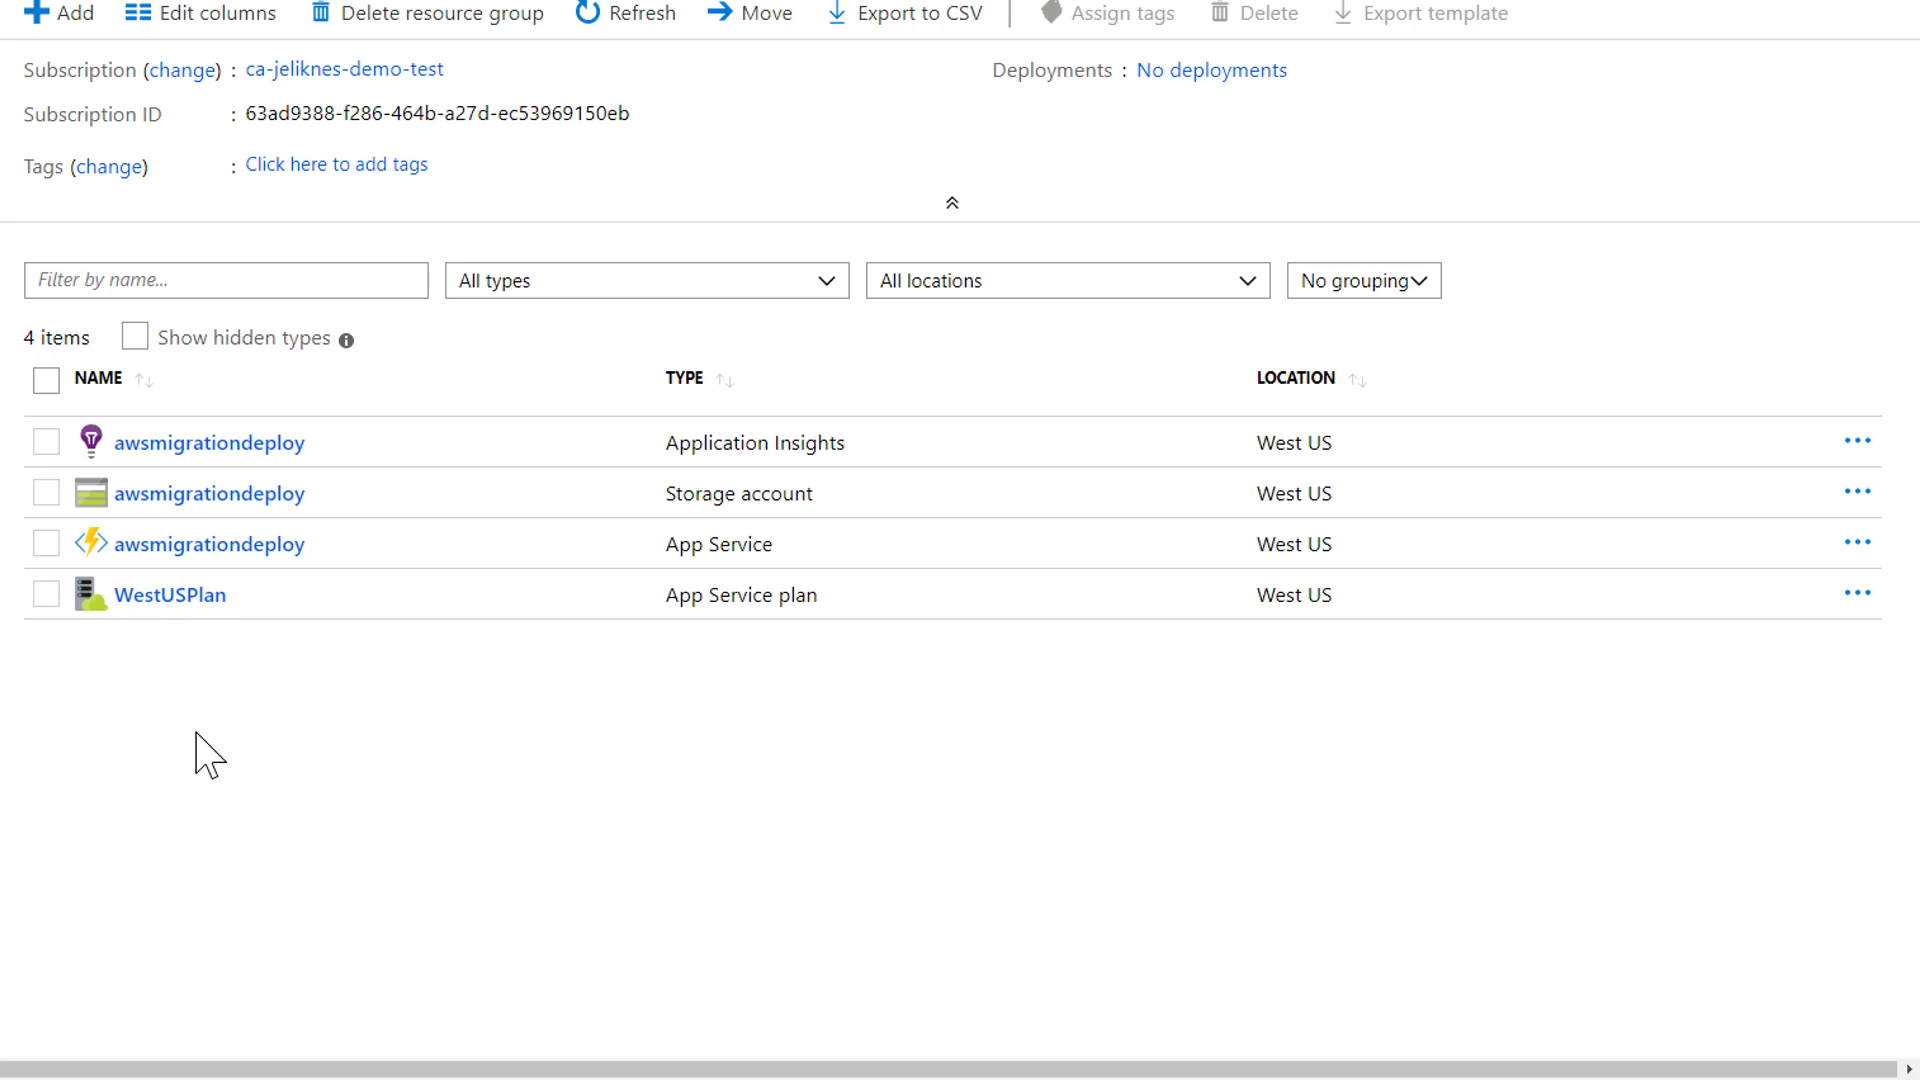 Add Edit columns Delete resource group Refresh Move Export to CSV Assign tags Delete Export template
Subscription (change) : ca-jeliknes-demo-test Deployments : No deployments
Subscription ID : 63ad9388-f286-464b-a27d-ec53969150eb
Tags (change) : Click here to add tags
Filter by name... All types All locations No grouping
4 items Show hidden types
NAME TYPE LOCATION
awsmigrationdeploy Application Insights West US
awsmigrationdeploy Storage account West US
awsmigrationdeploy App Service West US
WestUSPlan App Service plan West US